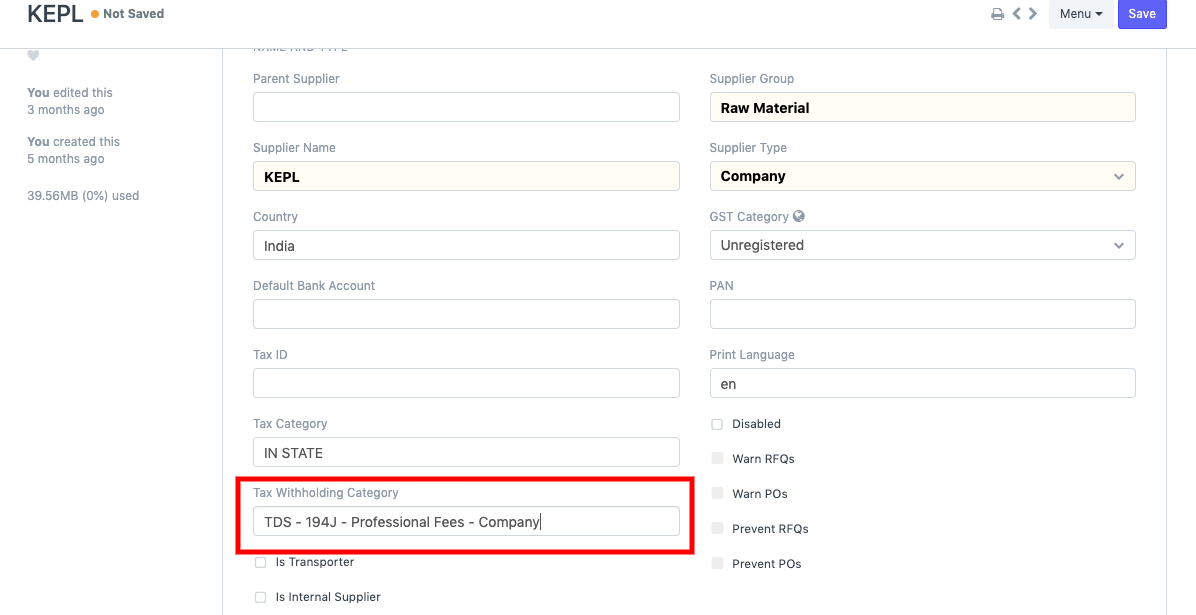 KEPL Not Saved
Menu
Save
NAME AND TYPE
You edited this
3 months ago
You created this
5 months ago
39.56MB (0%) used
Parent Supplier
Supplier Name
KEPL
Country
India
Default Bank Account
Tax ID
Tax Category
IN STATE
Tax Withholding Category
TDS - 194J - Professional Fees - Company
Is Transporter
Is Internal Supplier
Supplier Group
Raw Material
Supplier Type
Company
GST Category
Unregistered
PAN
Print Language
en
Disabled
Warn RFQs
Warn POs
Prevent RFQs
Prevent POs